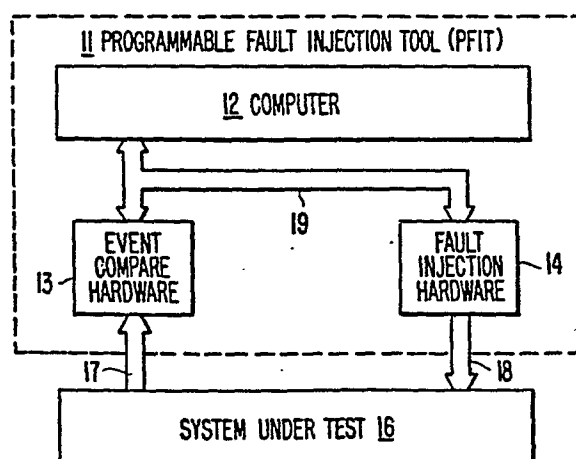 11 PROGRAMMABLE FAULT INJECTION TOOL (PFIT)
12 COMPUTER
19
13
EVENT
COMPARE
HARDWARE
FAULT
INJECTION
HARDWARE
14
17
18
SYSTEM UNDER TEST 16